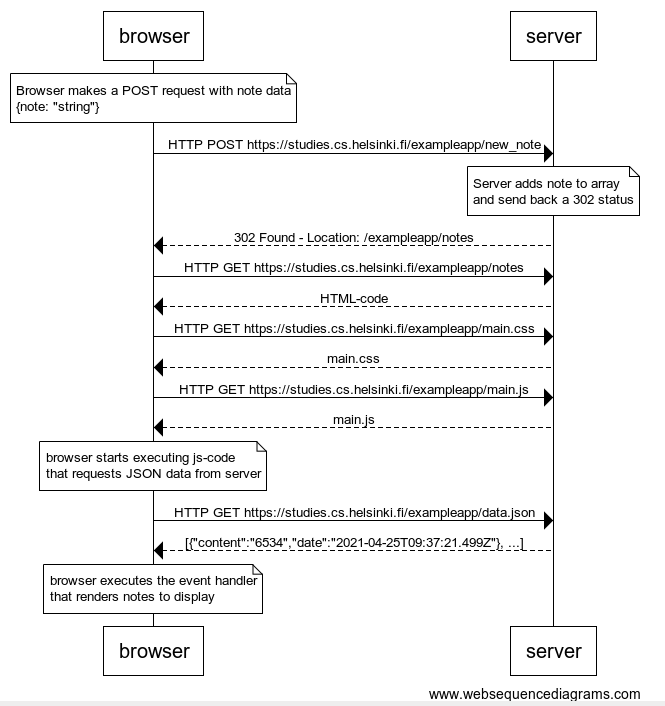 browser
server
Browser makes a POST request with note data
{note: "string"}
HTTP POST https://studies.cs.helsinki.fi/exampleapp/new_note
Server adds note to array
and send back a 302 status
302 Found - Location: /exampleapp/notes
HTTP GET https://studies.cs.helsinki.fi/exampleapp/notes
HTML-code
HTTP GET https://studies.cs.helsinki.fi/exampleapp/main.css
main.css
HTTP GET https://studies.cs.helsinki.fi/exampleapp/main.js
main.js
browser starts executing js-code
that requests JSON data from server
HTTP GET https://studies.cs.helsinki.fi/exampleapp/data.json
[{"content":"6534","date":"2021-04-25T09:37:21.499Z"}, ...]
browser executes the event handler
that renders notes to display
browser
server
www.websequencediagrams.com